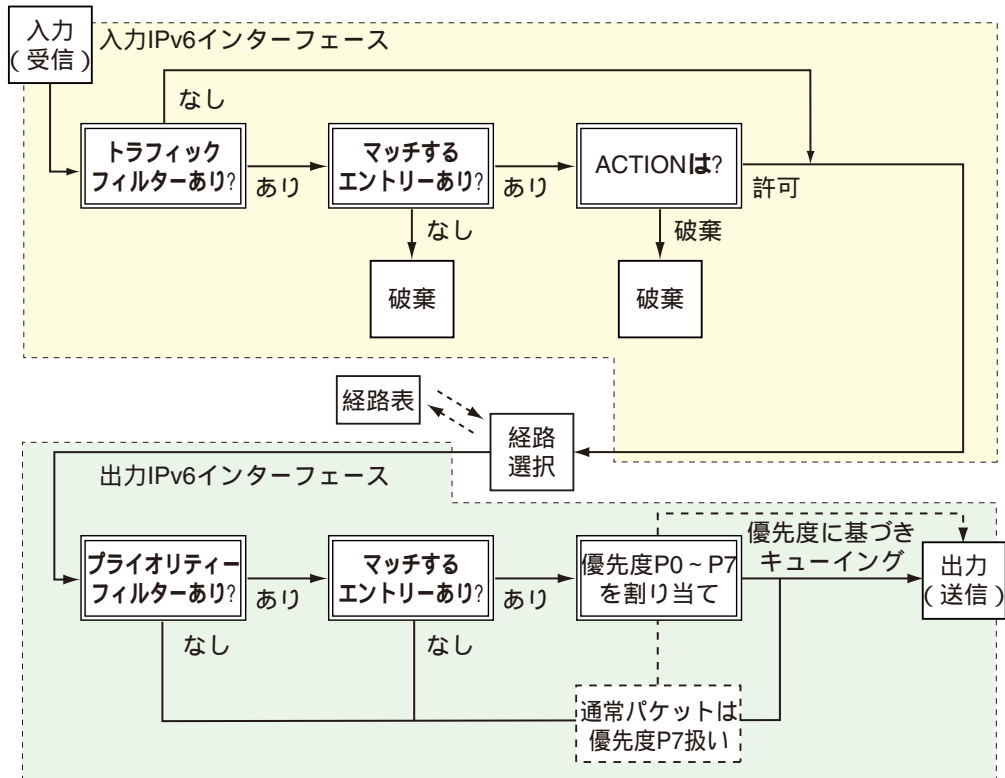 入力
(受信)
入力IPv6インターフェース
なし
トラフィック
フィルターあり?
あり
マッチする
エントリーあり?
あり
ACTIONは?
許可
なし
破棄
破棄
破棄
経路表
経路
選択
出力IPv6インターフェース
プライオリティー
フィルターあり?
あり
マッチする
エントリーあり?
あり
優先度P0~P7
を割り当て
優先度に基づき
キューイング
出力
(送信)
なし
なし
通常パケットは
優先度P7扱い